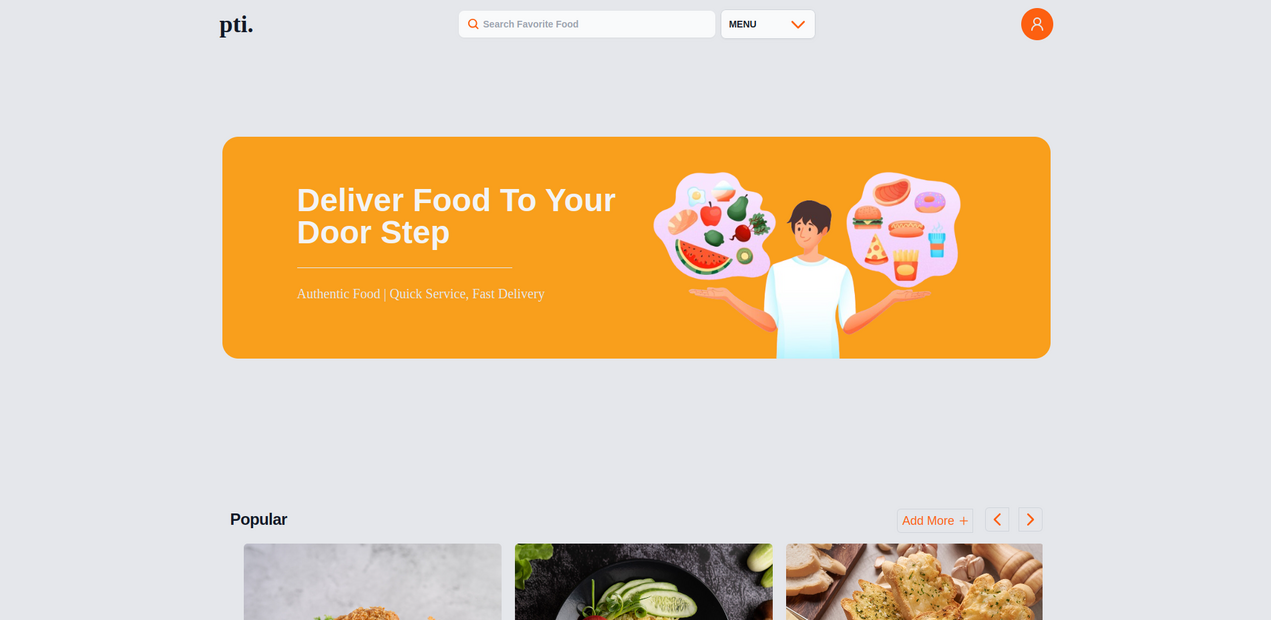 pti.
Search Favorite Food
MENU
Deliver Food To Your
Door Step
Authentic Food | Quick Service, Fast Delivery
Popular
Add More +